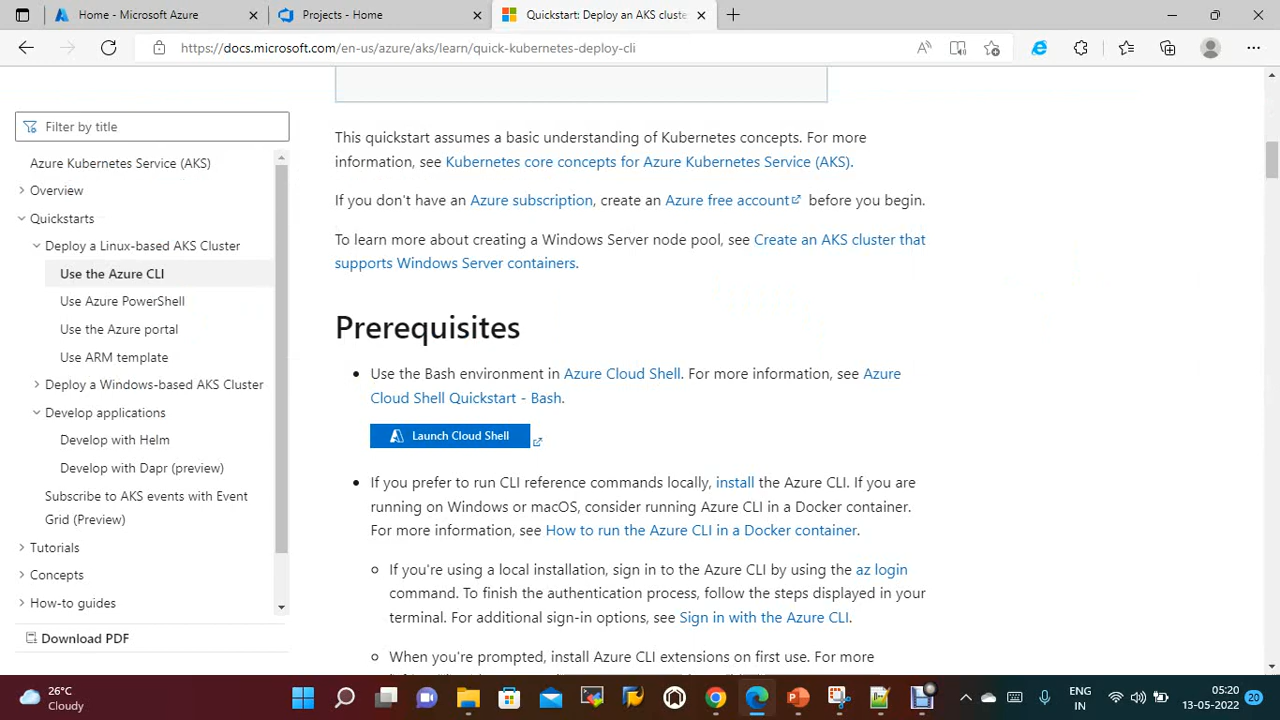 Home - Microsoft Azure
Projects - Home
Quickstart: Deploy an AKS cluste
https://docs.microsoft.com/en-us/azure/aks/learn/quick-kubernetes-deploy-cli
Filter by title
Azure Kubernetes Service (AKS)
Overview
Quickstarts
Deploy a Linux-based AKS Cluster
Use the Azure CLI
Use Azure PowerShell
Use the Azure portal
Use ARM template
Deploy a Windows-based AKS Cluster
Develop applications
Develop with Helm
Develop with Dapr (preview)
Subscribe to AKS events with Event
Grid (Preview)
Tutorials
Concepts
How-to guides
Download PDF
This quickstart assumes a basic understanding of Kubernetes concepts. For more
information, see Kubernetes core concepts for Azure Kubernetes Service (AKS).
If you don't have an Azure subscription, create an Azure free account before you begin.
To learn more about creating a Windows Server node pool, see Create an AKS cluster that
supports Windows Server containers.
Prerequisites
• Use the Bash environment in Azure Cloud Shell. For more information, see Azure
Cloud Shell Quickstart - Bash.
Launch Cloud Shell
• If you prefer to run CLI reference commands locally, install the Azure CLI. If you are
running on Windows or macOS, consider running Azure CLI in a Docker container.
For more information, see How to run the Azure CLI in a Docker container.
○ If you're using a local installation, sign in to the Azure CLI by using the az login
command. To finish the authentication process, follow the steps displayed in your
terminal. For additional sign-in options, see Sign in with the Azure CLI.
○ When you're prompted, install Azure CLI extensions on first use. For more
26°C
Cloudy
ENG
IN
05:20
13-05-2022
20